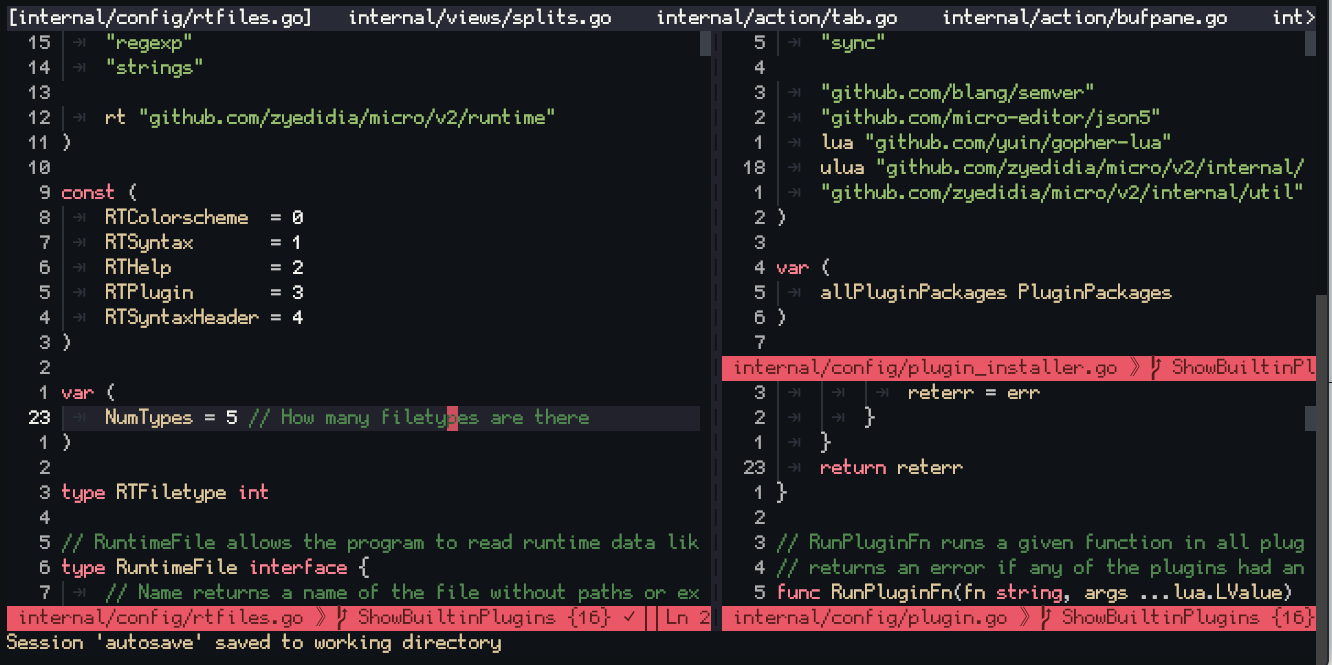 [internal/config/rtfiles.go] internal/views/splits.go internal/action/tab.go internal/action/bufpane.go int>
15 "regexp"
14 "strings"
13
12 rt "github.com/zyedidia/micro/v2/runtime"
11 )
10
9 const (
8 RTColorscheme = 0
7 RTSyntax = 1
6 RTHelp = 2
5 RTPlugin = 3
4 RTSyntaxHeader = 4
3 )
2
1 var (
23 NumTypes = 5 // How many filetypes are there
1 )
2
3 type RTFiletype int
4
5 // RuntimeFile allows the program to read runtime data lik
6 type RuntimeFile interface {
7 // Name returns a name of the file without paths or ex
internal/config/rtfiles.go 》 ShowBuiltinPlugins {16} ✓ Ln 2
5 "sync"
4
3 "github.com/blang/semver"
2 "github.com/micro-editor/json5"
1 lua "github.com/yuin/gopher-lua"
18 ulua "github.com/zyedidia/micro/v2/internal/
1 "github.com/zyedidia/micro/v2/internal/util"
2 )
3
4 var (
5 allPluginPackages PluginPackages
6 )
7
internal/config/plugin_installer.go 》 ShowBuiltinPl
3 reterr = err
2 }
1 }
23 return reterr
1 }
2
3 // RunPluginFn runs a given function in all plug
4 // returns an error if any of the plugins had an
5 func RunPluginFn(fn string, args ...lua.LValue)
internal/config/plugin.go 》 ShowBuiltinPlugins {16}
Session 'autosave' saved to working directory